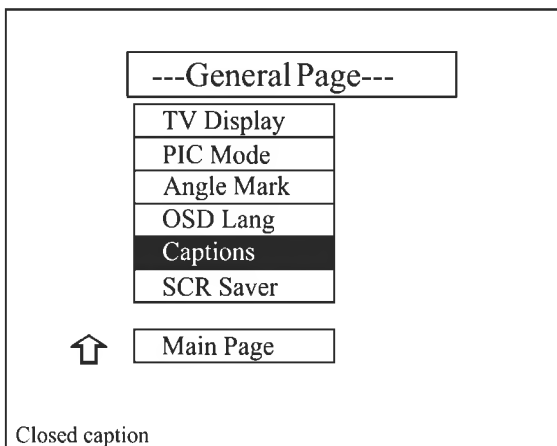 ---General Page---
TV Display
PIC Mode
Angle Mark
OSD Lang
Captions
SCR Saver
Main Page
Closed caption